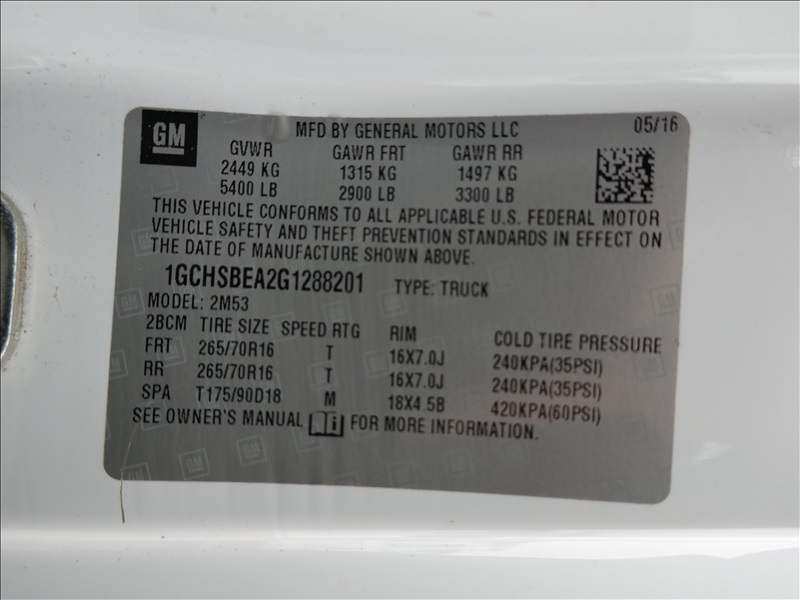 GM MFD BY GENERAL MOTORS LLC 05/16
GVWR GAWR FRT GAWR RR
2449 KG 1315 KG 1497 KG
5400 LB 2900 LB 3300 LB
THIS VEHICLE CONFORMS TO ALL APPLICABLE U.S. FEDERAL MOTOR
VEHICLE SAFETY AND THEFT PREVENTION STANDARDS IN EFFECT ON
THE DATE OF MANUFACTURE SHOWN ABOVE.
1GCHSBEA2G1288201 TYPE: TRUCK
MODEL: 2M53
2BCM TIRE SIZE SPEED RTG RIM COLD TIRE PRESSURE
FRT 265/70R16 T 16X7.0J 240KPA(35PSI)
RR 265/70R16 T 16X7.0J 240KPA(35PSI)
SPA T175/90D18 M 18X4.5B 420KPA(60PSI)
SEE OWNER'S MANUAL FOR MORE INFORMATION.